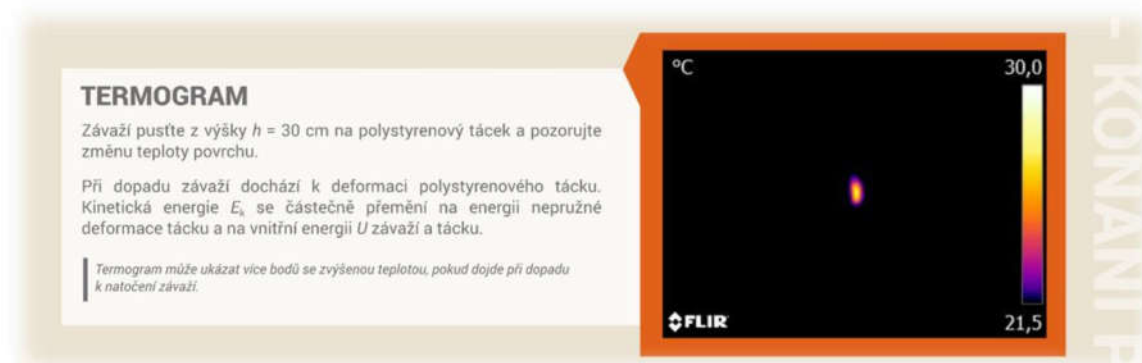 TERMOGRAM
Závaží pusťte z výšky h = 30 cm na polystyrenový tácek a pozorujte
změnu teploty povrchu.
Při dopadu závaží dochází k deformaci polystyrenového tácku.
Kinetická energie Eₖ se částečně přemění na energii nepružné
deformace tácku a na vnitřní energii U závaží a tácku.
Termogram může ukázat více bodů se zvýšenou teplotou, pokud dojde při dopadu
k natočení závaží.
°C
30,0
FLIR
21,5
- KONÁNÍ